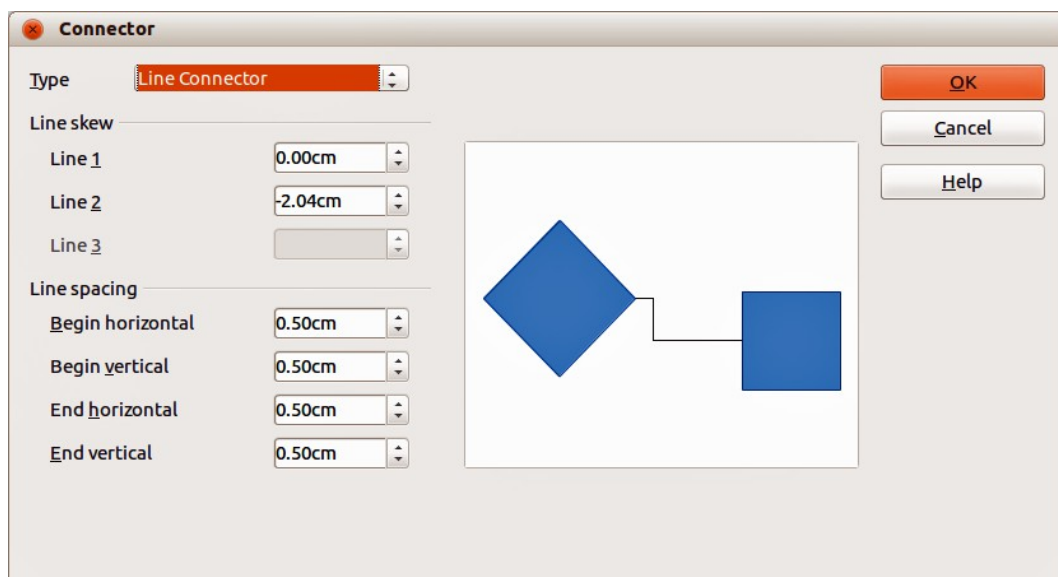 Connector
Type Line Connector
OK
Cancel
Help
Line skew
Line 1 0.00cm
Line 2 -2.04cm
Line 3
Line spacing
Begin horizontal 0.50cm
Begin vertical 0.50cm
End horizontal 0.50cm
End vertical 0.50cm